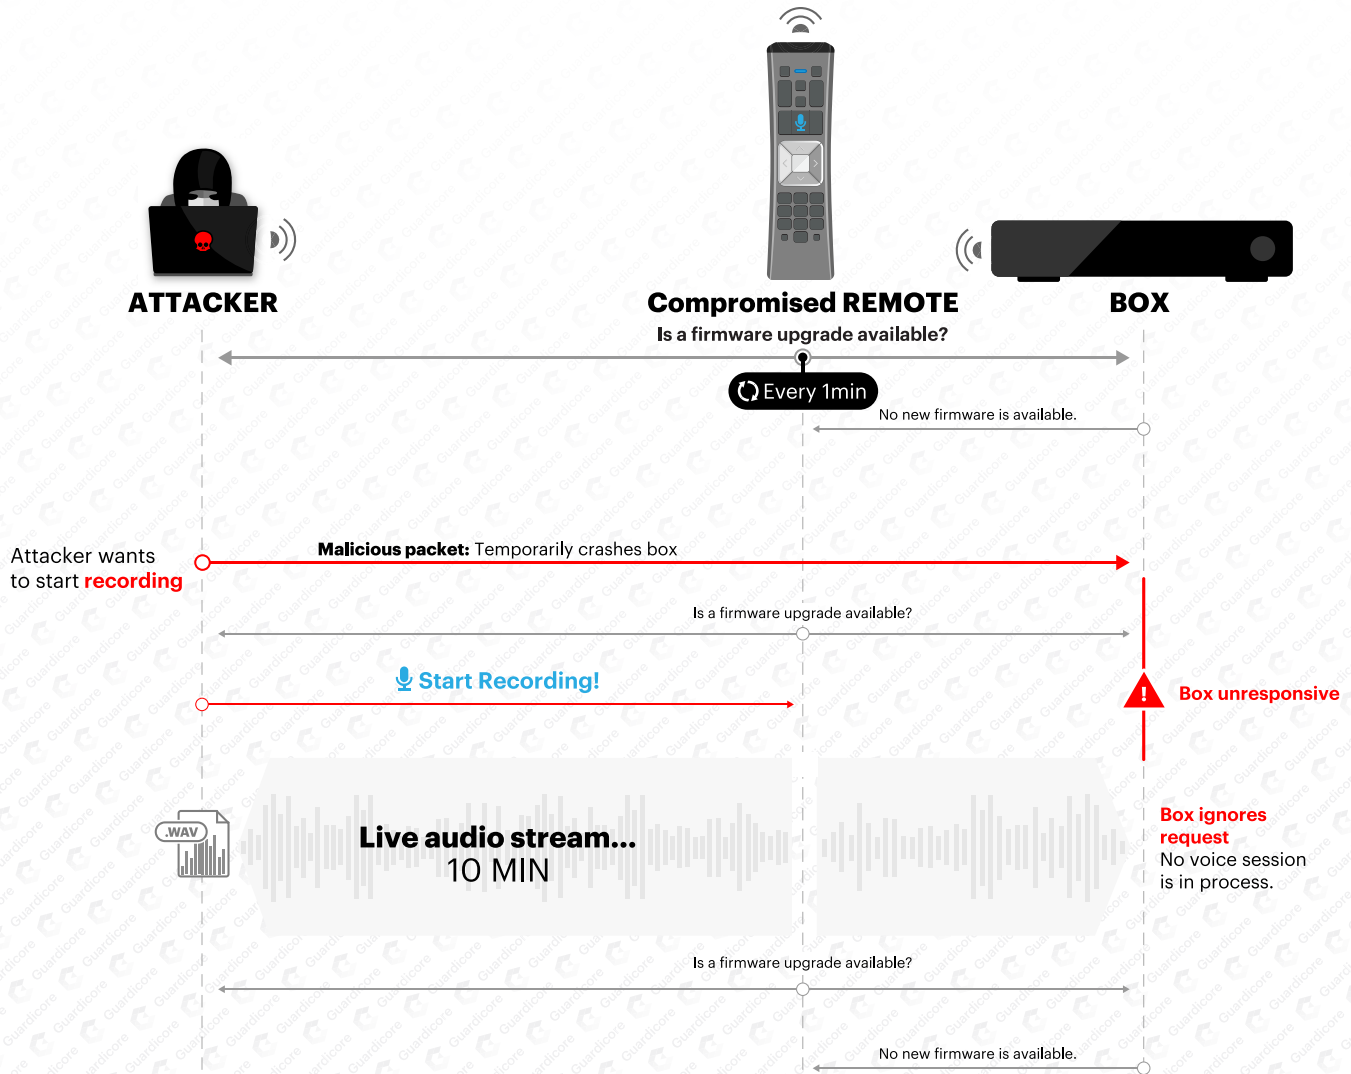 ATTACKER
Compromised REMOTE
BOX
Is a firmware upgrade available?
Every 1min
No new firmware is available.
Attacker wants
to start recording
Malicious packet: Temporarily crashes box
Is a firmware upgrade available?
Start Recording!
Box unresponsive
.WAV
Live audio stream...
10 MIN
Box ignores
request
No voice session
is in process.
Is a firmware upgrade available?
No new firmware is available.
Guardicore